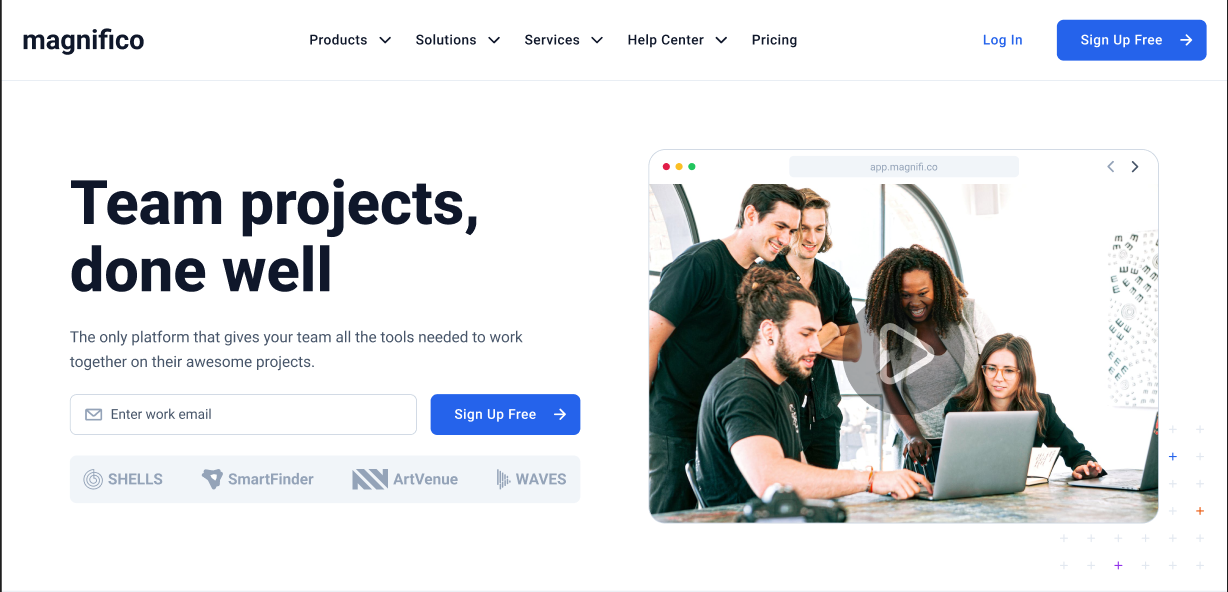 magnifico
Products
Solutions
Services
Help Center
Pricing
Log In
Sign Up Free
Team projects,
done well
The only platform that gives your team all the tools needed to work
together on their awesome projects.
Enter work email
Sign Up Free
SHELLS
SmartFinder
ArtVenue
WAVES
app.magnifi.co